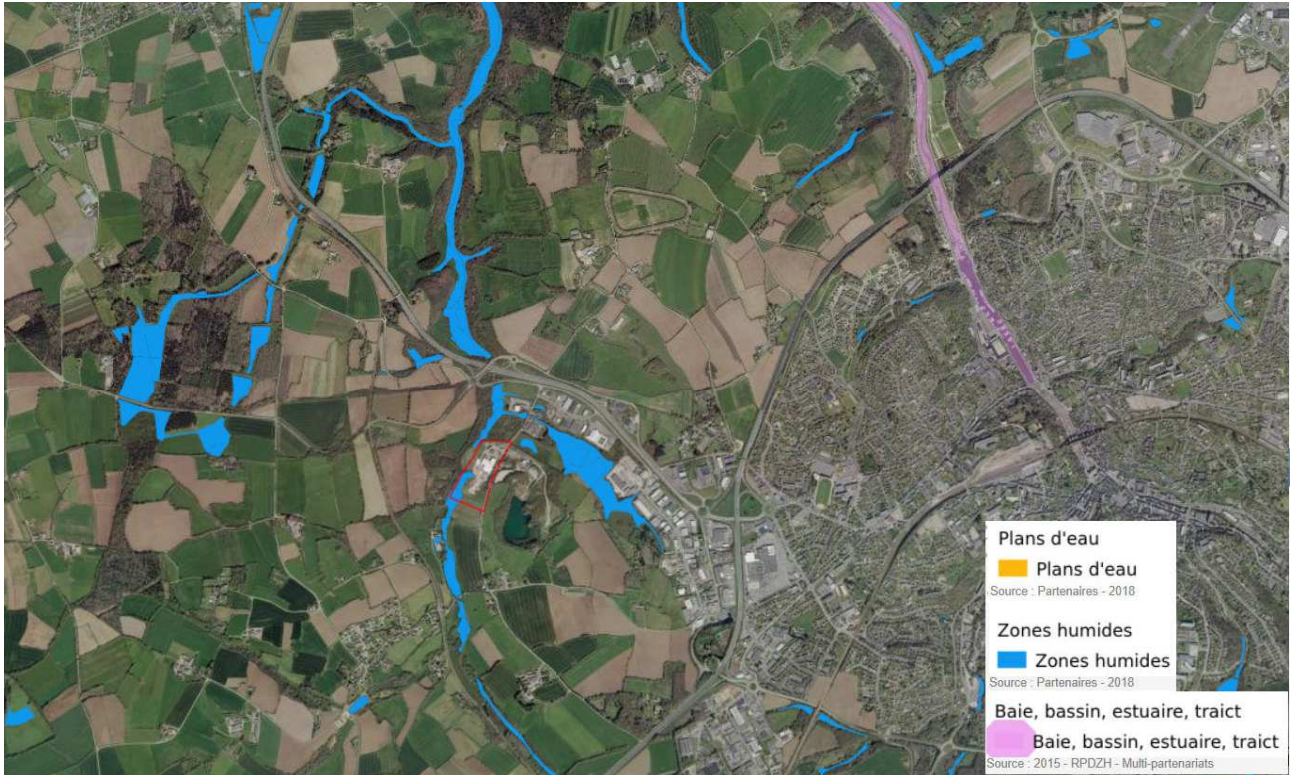 Plans d'eau
Plans d'eau
Source : Partenaires - 2018
Zones humides
Zones humides
Source : Partenaires - 2018
Baie, bassin, estuaire, traict
Baie, bassin, estuaire, traict
Source : 2015 - RPDZH - Multi-partenariats